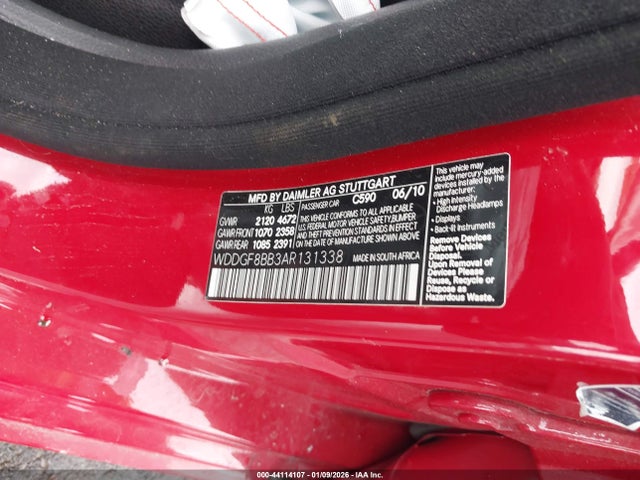 MFD BY DAIMLER AG STUTTGART
KG LBS PASSENGER CAR C590 06/10
GVWR 2120 4672
GAWR FRONT 1070 2358
GAWR REAR 1085 2391
THIS VEHICLE CONFORMS TO ALL APPLICABLE
U.S. FEDERAL MOTOR VEHICLE SAFETY, BUMPER
AND THEFT PREVENTION STANDARDS IN EFFECT
ON THE DATE OF MANUFACTURE SHOWN ABOVE
WDDGF8BB3AR131338 MADE IN SOUTH AFRICA
This vehicle may
include mercury-added
devices installed by the
manufacturer:
• High Intensity
Discharge Headlamps
• Displays
• Back-lit Instruments
Remove Devices
Before Vehicle
Disposal.
Upon Removal of
Devices Please
Reuse, Recycle or
Dispose as
Hazardous Waste.
000-44114107 - 01/09/2026 - IAA Inc.